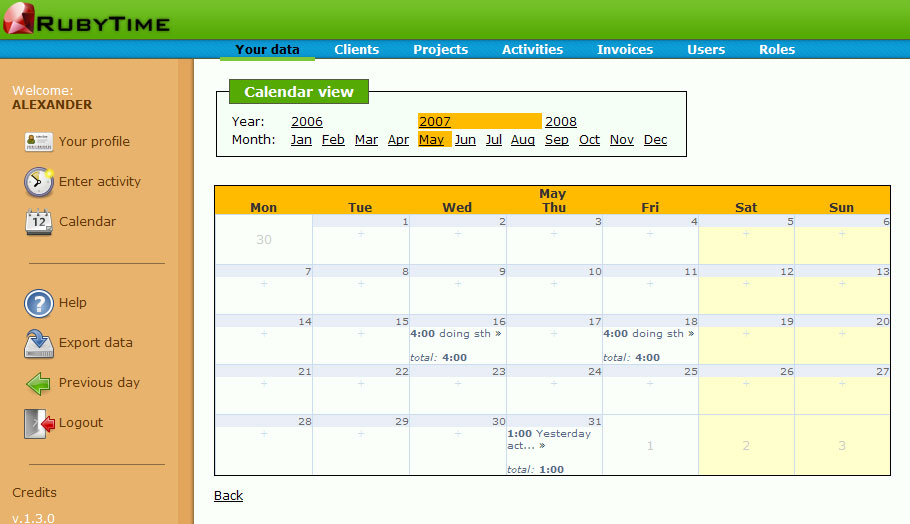 RUBYTIME
Your data Clients Projects Activities Invoices Users Roles
Welcome:
ALEXANDER
Your profile
Enter activity
12
Calendar
Help
Export data
Previous day
Logout
Credits
v.1.3.0
Calendar view
Year: 2006 2007 2008
Month: Jan Feb Mar Apr May Jun Jul Aug Sep Oct Nov Dec
May
Mon Tue Wed Thu Fri Sat Sun
1 2 3 4 5 6
30 + + + + + +
7 8 9 10 11 12 13
+ + + + + + +
14 15 16 17 18 19 20
+ + 4:00 doing sth » + 4:00 doing sth » + +
total: 4:00 total: 4:00
21 22 23 24 25 26 27
+ + + + + + +
28 29 30 31
+ + + 1:00 Yesterday
act... » 1 2 3
total: 1:00
Back